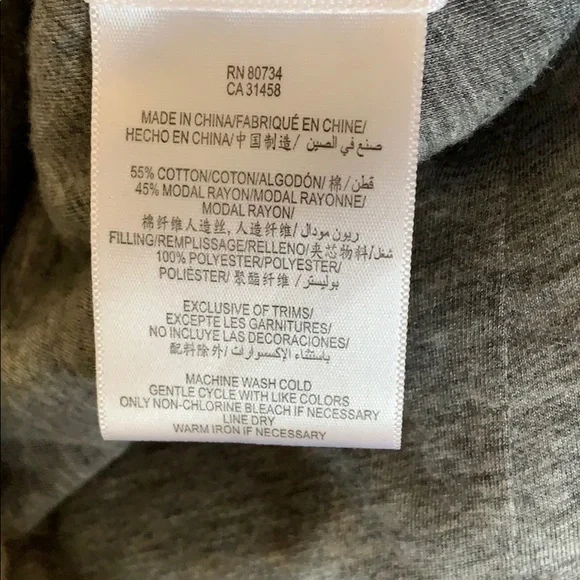 RN 80734
CA 31458
MADE IN CHINA/FABRIQUÉ EN CHINE/
HECHO EN CHINA/中国制造/ صنع في الصين
55% COTTON/COTON/ALGODÓN/棉/ قطن/
45% MODAL RAYON/MODAL RAYONNE/
MODAL RAYON/
棉纤维人造丝, 人造纤维/ ريون مودال/
FILLING/REMPLISSAGE/RELLENO/夹芯物料/ شغل/
100% POLYESTER/POLYESTER/
POLIÉSTER/ 聚酯纤维 / بوليستر/
EXCLUSIVE OF TRIMS/
EXCEPTE LES GARNITURES/
NO INCLUYE LAS DECORACIONES/
配料除外/ باستثناء الإكسسوارات/
MACHINE WASH COLD
GENTLE CYCLE WITH LIKE COLORS
ONLY NON-CHLORINE BLEACH IF NECESSARY
LINE DRY
WARM IRON IF NECESSARY